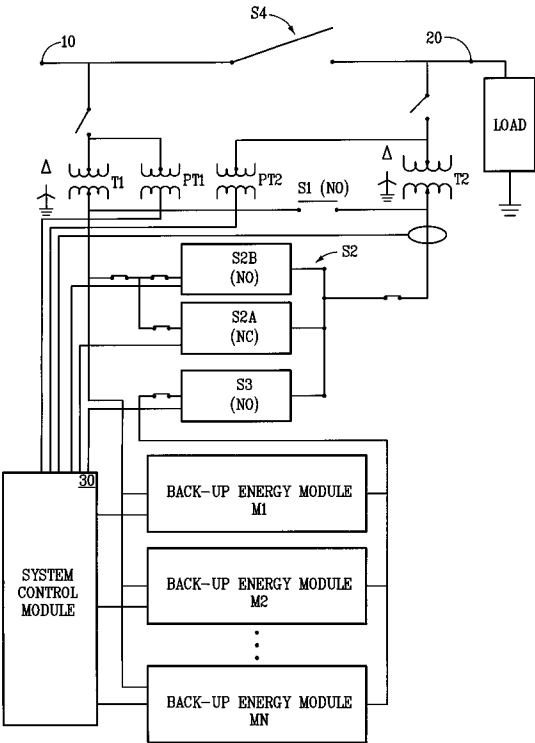 S4
10
20
LOAD
Δ
T1
PT1
PT2
Δ
T2
S1 (NO)
S2B
(NO)
S2
S2A
(NC)
S3
(NO)
30
SYSTEM
CONTROL
MODULE
BACK-UP ENERGY MODULE
M1
BACK-UP ENERGY MODULE
M2
BACK-UP ENERGY MODULE
MN